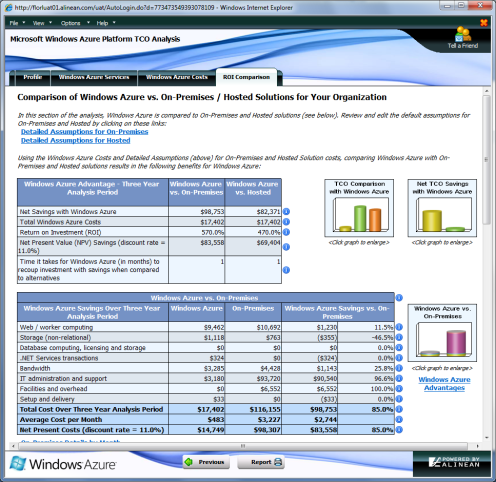 http://floriuat01.alinean.com/uat/AutoLogin.do?d=773473549393078109 - Windows Internet Explorer
File View Options Help
Microsoft Windows Azure Platform TCO Analysis
Tell a Friend
Profile Windows Azure Services Windows Azure Costs ROI Comparison
Comparison of Windows Azure vs. On-Premises / Hosted Solutions for Your Organization
In this section of the analysis, Windows Azure is compared to On-Premises and Hosted solutions (see below). Review and edit the default assumptions for
On-Premises and Hosted by clicking on these links:
Detailed Assumptions for On-Premises
Detailed Assumptions for Hosted
Using the Windows Azure Costs and Detailed Assumptions (above) for On-Premises and Hosted Solution costs, comparing Windows Azure with On-
Premises and Hosted solutions results in the following benefits for Windows Azure:
Windows Azure Advantage - Three Year Analysis Period Windows Azure vs. On-Premises Windows Azure vs. Hosted
Net Savings with Windows Azure $98,753 $82,371
Total Windows Azure Costs $17,402 $17,402
Return on Investment (ROI) 570.0% 470.0%
Net Present Value (NPV) Savings (discount rate = 11.0%) $83,558 $69,404
Time it takes for Windows Azure (in months) to recoup investment with savings when compared to alternatives 1 1
TCO Comparison with Windows Azure
<Click graph to enlarge>
Net TCO Savings with Windows Azure
<Click graph to enlarge>
Windows Azure vs. On-Premises
Windows Azure Savings Over Three Year Analysis Period Windows Azure On-Premises Windows Azure Savings vs. On-Premises
Web / worker computing $9,462 $10,692 $1,230 11.5%
Storage (non-relational) $1,118 $763 ($355) -46.5%
Database computing, licensing and storage $0 $0 $0 0.0%
.NET Services transactions $324 $0 ($324) 0.0%
Bandwidth $3,285 $4,428 $1,143 25.8%
IT administration and support $3,180 $93,720 $90,540 96.6%
Facilities and overhead $0 $6,552 $6,552 100.0%
Setup and delivery $33 $0 ($33) 0.0%
Total Cost Over Three Year Analysis Period $17,402 $116,155 $98,753 85.0%
Average Cost per Month $483 $3,227 $2,744
Net Present Costs (discount rate = 11.0%) $14,749 $98,307 $83,558 85.0%
Windows Azure vs. On-Premises
<Click graph to enlarge>
Windows Azure Advantages
On-Premises Details by Month
Windows Azure
Previous Report
POWERED BY
ALINEAN